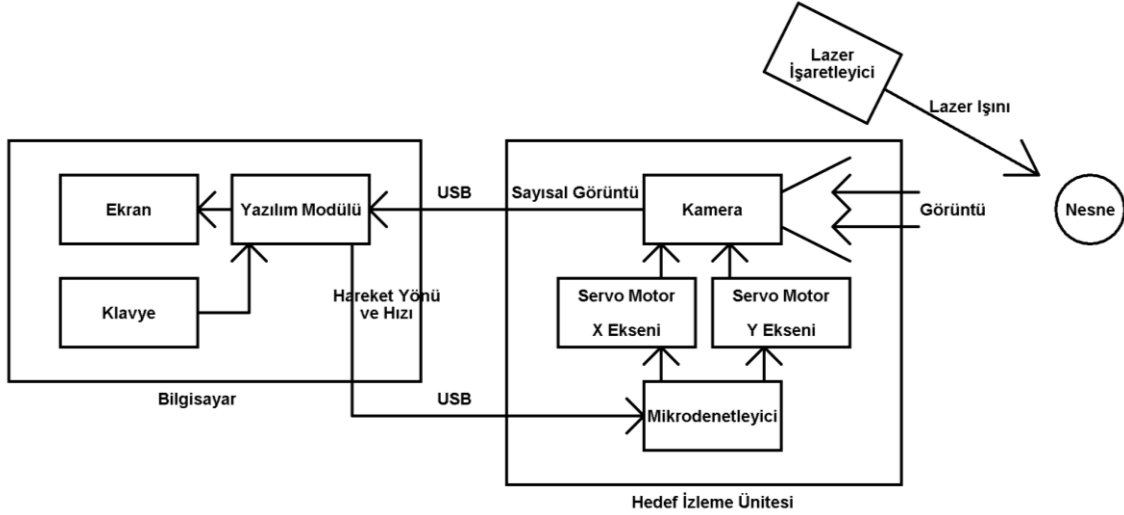 Lazer
İşaretleyici
Lazer Işını
USB
Sayısal Görüntü
Ekran
Yazılım Modülü
Kamera
Görüntü
Nesne
Klavye
Hareket Yönü
ve Hızı
Servo Motor
X Ekseni
Servo Motor
Y Ekseni
Bilgisayar
USB
Mikrodenetleyici
Hedef İzleme Ünitesi